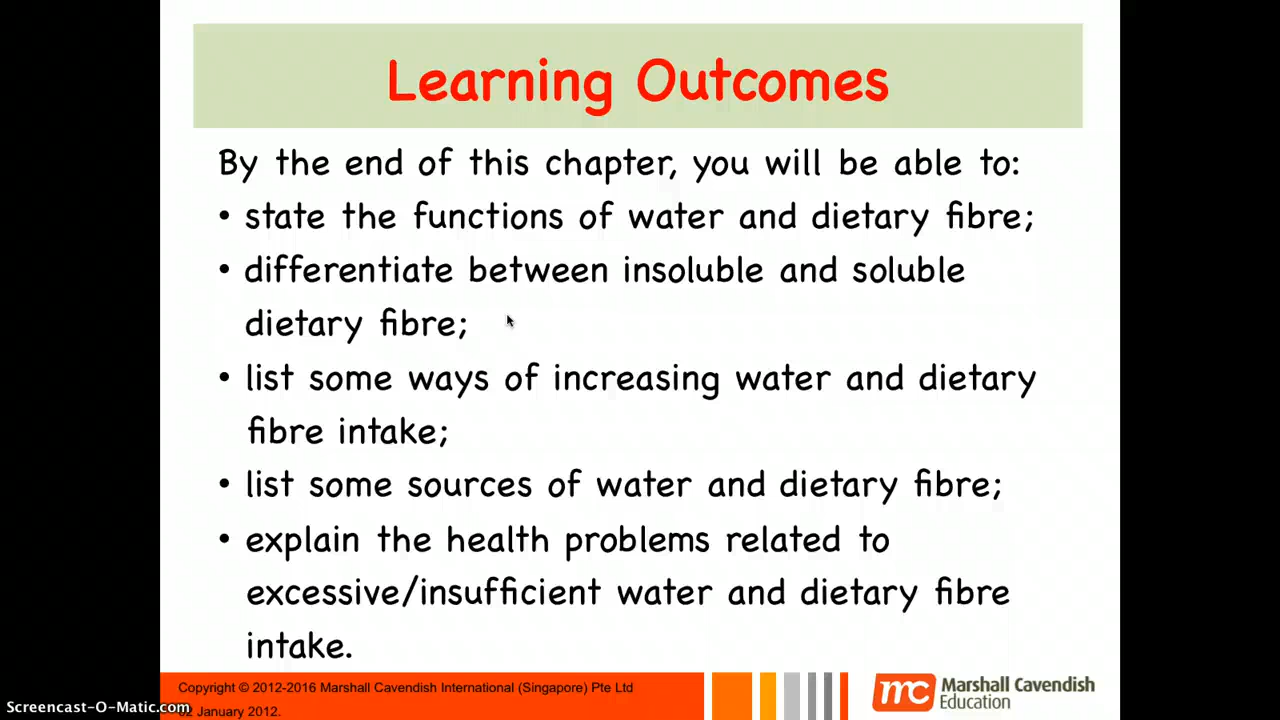 Learning Outcomes
By the end of this chapter, you will be able to:
• state the functions of water and dietary fibre;
• differentiate between insoluble and soluble
dietary fibre;
• list some ways of increasing water and dietary
fibre intake;
• list some sources of water and dietary fibre;
• explain the health problems related to
excessive/insufficient water and dietary fibre
intake.
Copyright © 2012-2016 Marshall Cavendish International (Singapore) Pte Ltd
02 January 2012.
Screencast-O-Matic.com
mc Marshall Cavendish
Education